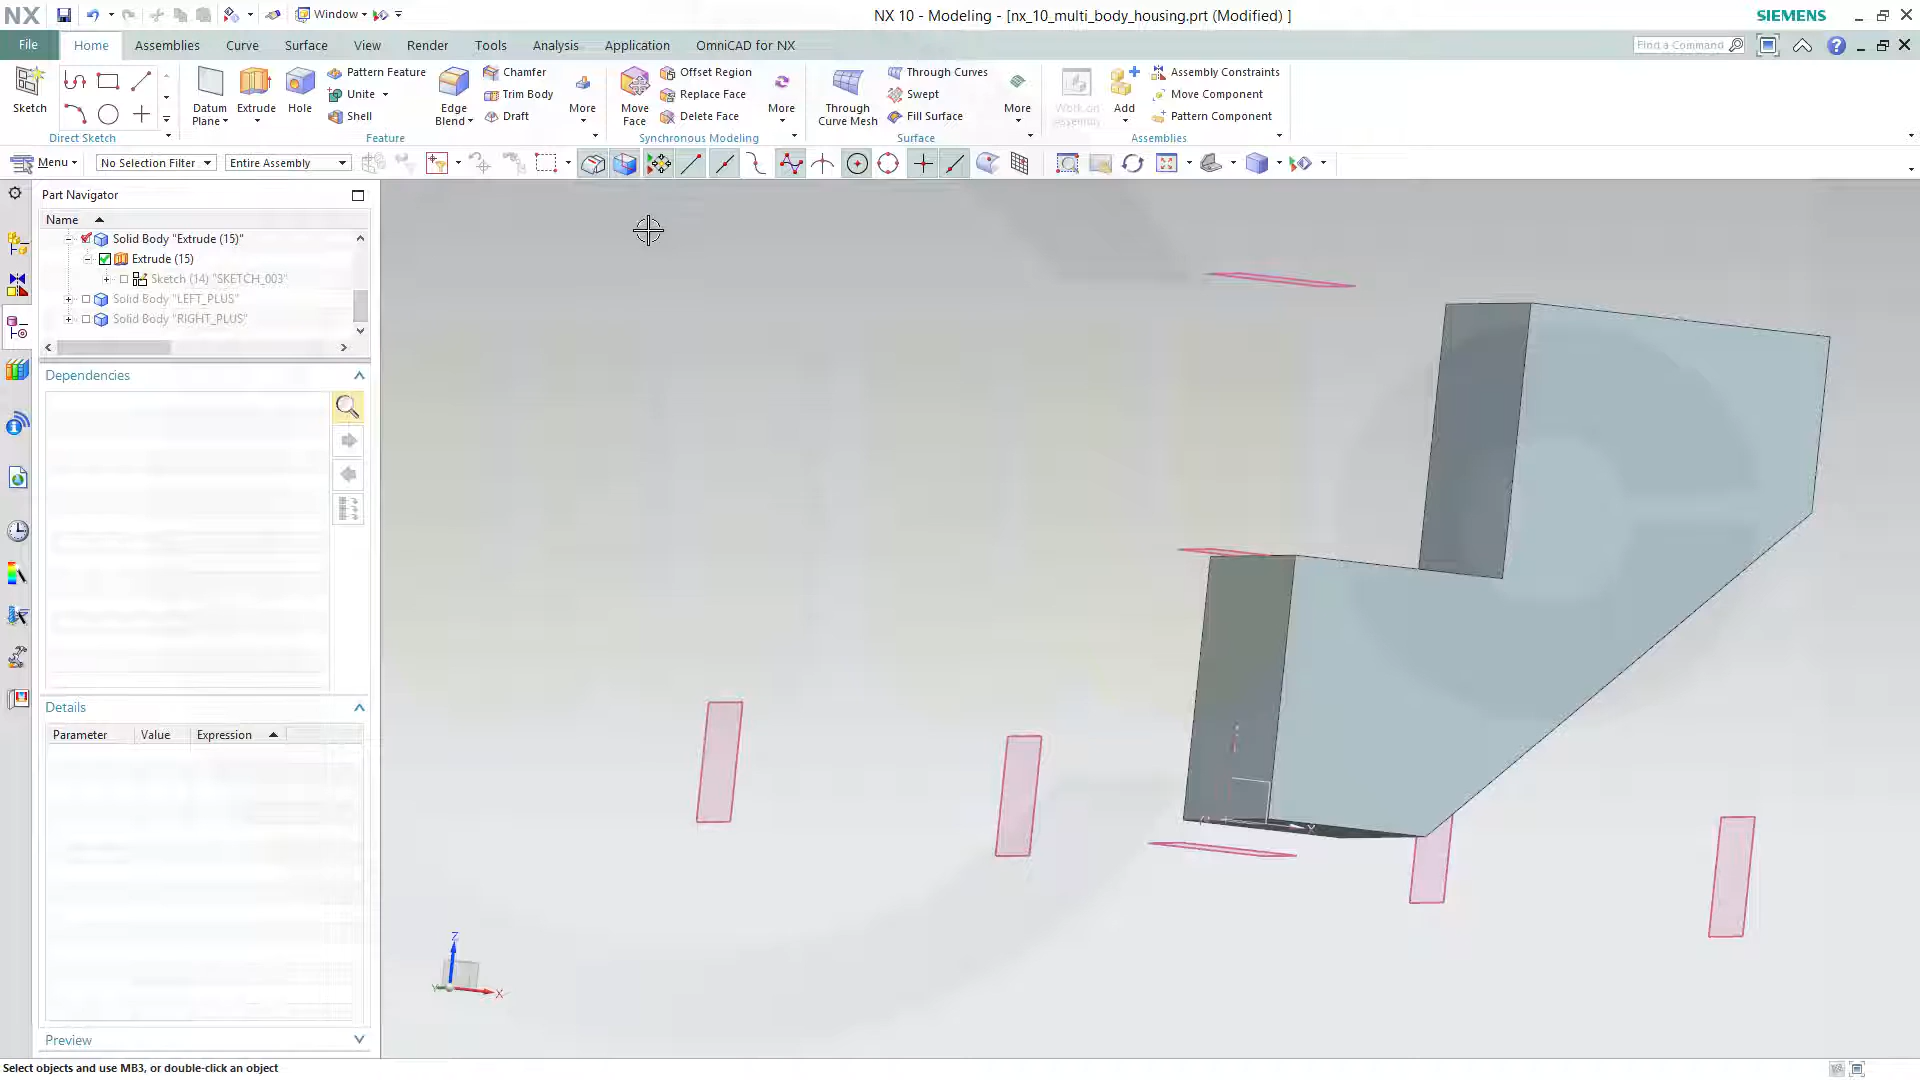 NX
Window
NX 10 - Modeling - [nx_10_multi_body_housing.prt (Modified) ]
SIEMENS
File
Home
Assemblies
Curve
Surface
View
Render
Tools
Analysis
Application
OmniCAD for NX
Find a Command
Sketch
Direct Sketch
Datum
Plane
Extrude
Hole
Pattern Feature
Unite
Shell
Edge
Blend
Chamfer
Trim Body
Draft
More
Feature
Move
Face
Offset Region
Replace Face
Delete Face
More
Synchronous Modeling
Through
Curve Mesh
Through Curves
Swept
Fill Surface
More
Surface
Work on
Assembly
Add
Assembly Constraints
Move Component
Pattern Component
Assemblies
Menu
No Selection Filter
Entire Assembly
Part Navigator
Name
Solid Body "Extrude (15)"
Extrude (15)
Sketch (14) "SKETCH_003"
Solid Body "LEFT_PLUS"
Solid Body "RIGHT_PLUS"
Dependencies
Details
Parameter Value Expression
Preview
X
Z
Y
X
Select objects and use MB3, or double-click an object